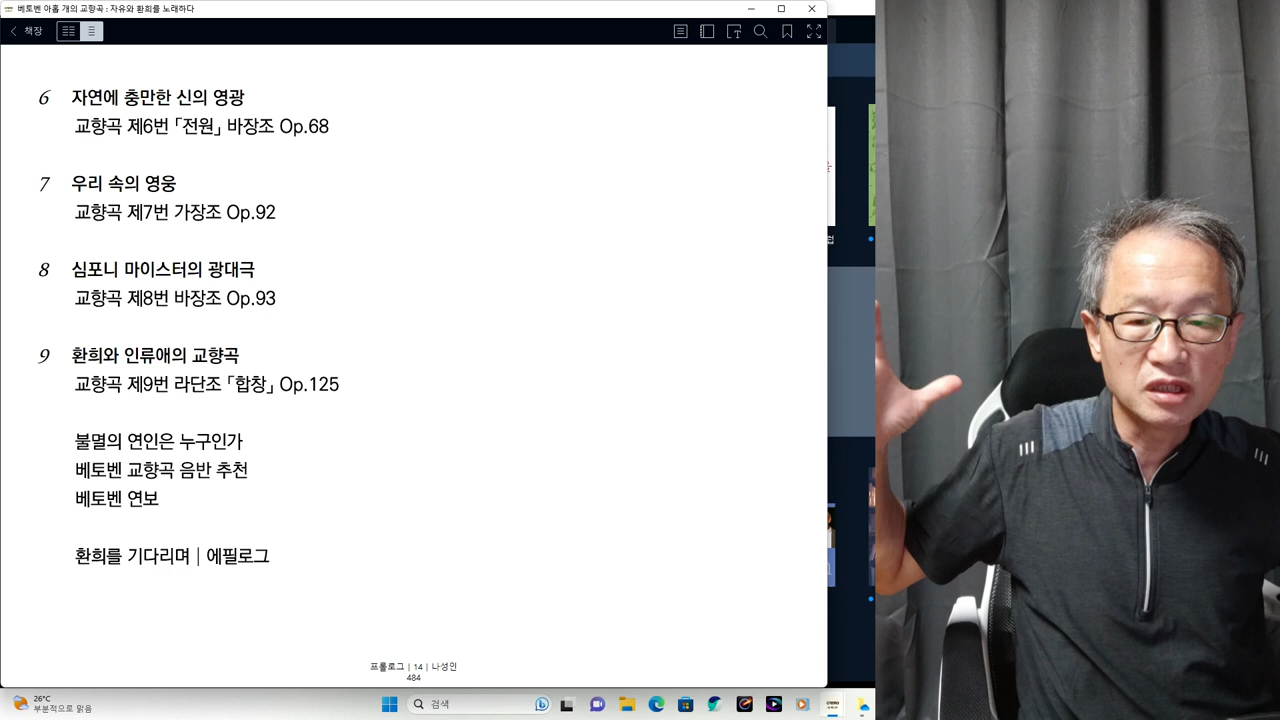 베토벤 아홉 개의 교향곡 : 자유와 환희를 노래하다
책장
6 자연에 충만한 신의 영광
교향곡 제6번 「전원」 바장조 Op.68
7 우리 속의 영웅
교향곡 제7번 가장조 Op.92
8 심포니 마이스터의 광대극
교향곡 제8번 바장조 Op.93
9 환희와 인류애의 교향곡
교향곡 제9번 라단조 「합창」 Op.125
불멸의 연인은 누구인가
베토벤 교향곡 음반 추천
베토벤 연보
환희를 기다리며 | 에필로그
프롤로그 | 14 | 나성인
484
26°C
부분적으로 맑음
검색